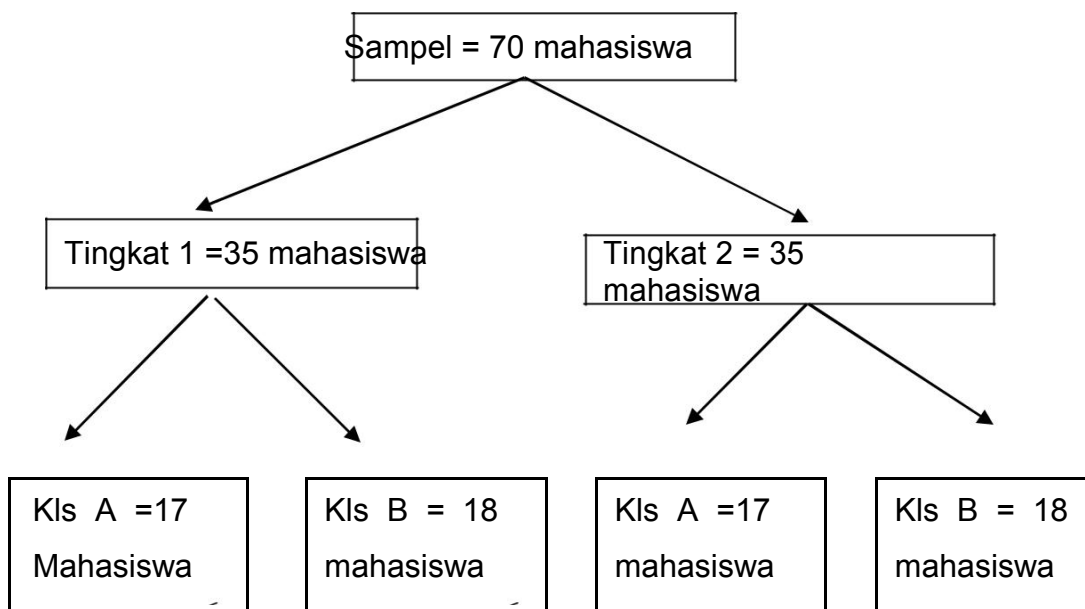 Sampel = 70 mahasiswa
Tingkat 1 =35 mahasiswa
Tingkat 2 = 35
mahasiswa
Kls A =17
Mahasiswa
Kls B = 18
mahasiswa
Kls A =17
mahasiswa
Kls B = 18
mahasiswa